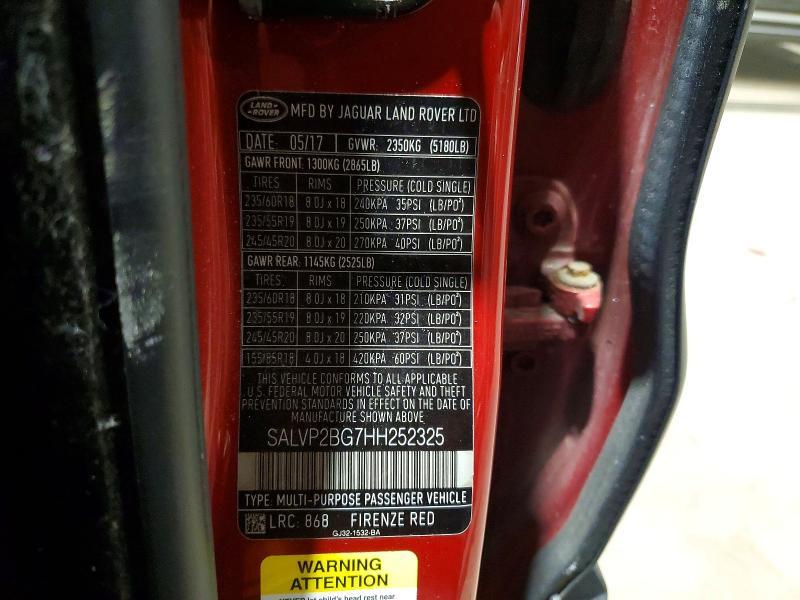 LAND ROVER MFD BY JAGUAR LAND ROVER LTD
DATE: 05/17 GVWR: 2350KG (5180LB)
GAWR FRONT: 1300KG (2865LB)
TIRES RIMS PRESSURE (COLD SINGLE)
235/60R18 8.0J x 18 240KPA 35PSI (LB/PO²)
235/55R19 8.0J x 19 250KPA 37PSI (LB/PO²)
245/45R20 8.0J x 20 270KPA 40PSI (LB/PO²)
GAWR REAR: 1145KG (2525LB)
TIRES RIMS PRESSURE (COLD SINGLE)
235/60R18 8.0J x 18 210KPA 31PSI (LB/PO²)
235/55R19 8.0J x 19 220KPA 32PSI (LB/PO²)
245/45R20 8.0J x 20 250KPA 37PSI (LB/PO²)
155/85R18 4.0J x 18 420KPA 60PSI (LB/PO²)
THIS VEHICLE CONFORMS TO ALL APPLICABLE
U.S. FEDERAL MOTOR VEHICLE SAFETY AND THEFT
PREVENTION STANDARDS IN EFFECT ON THE DATE OF
MANUFACTURE SHOWN ABOVE
SALVP2BG7HH252325
TYPE: MULTI-PURPOSE PASSENGER VEHICLE
LRC: 868 FIRENZE RED
GJ32-1532-BA
WARNING
ATTENTION
NEVER let child's head rest near